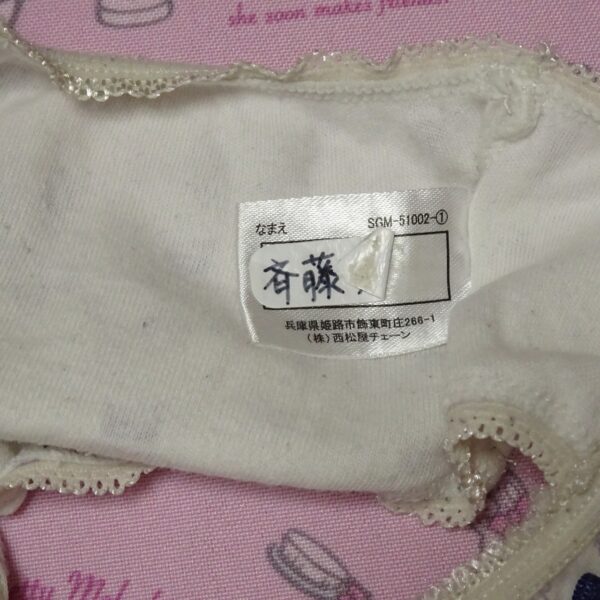 she soon makes friends!
なまえ SGM-51002-①
斉藤
兵庫県姫路市飾東町庄266-1
(株)西松屋チェーン